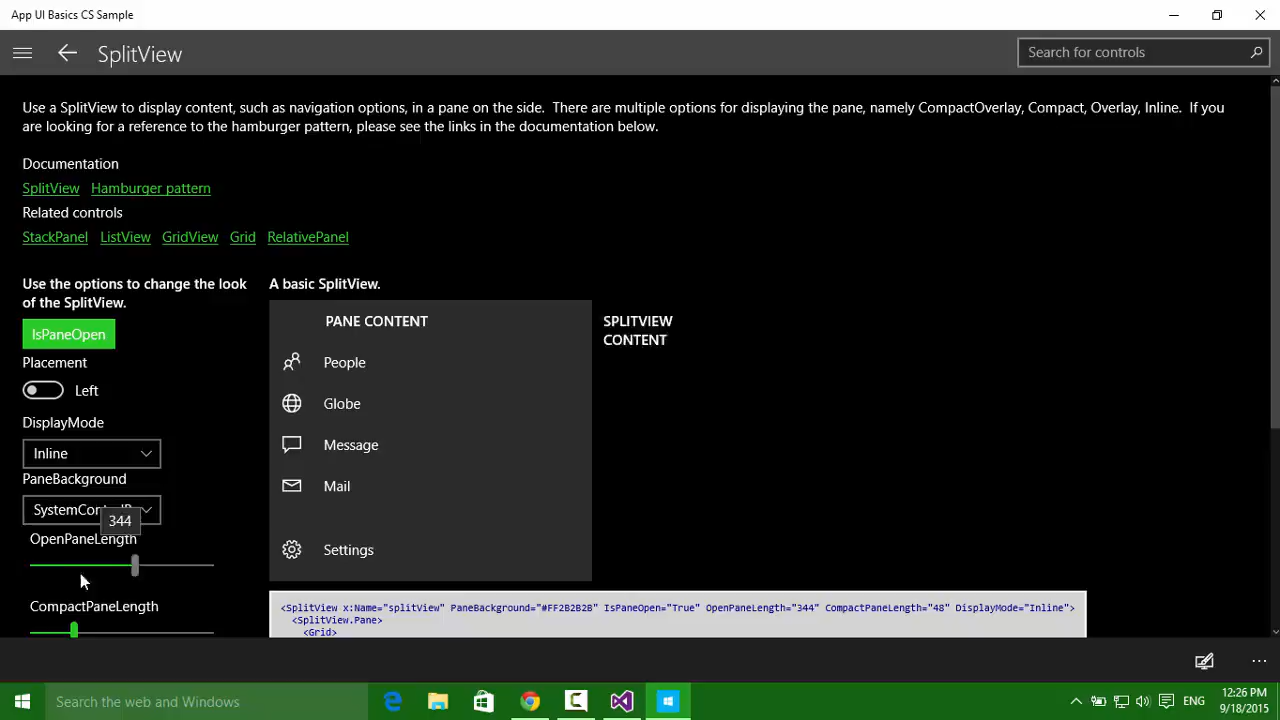 App UI Basics CS Sample
SplitView
Search for controls
Use a SplitView to display content, such as navigation options, in a pane on the side. There are multiple options for displaying the pane, namely CompactOverlay, Compact, Overlay, Inline. If you
are looking for a reference to the hamburger pattern, please see the links in the documentation below.
Documentation
SplitView Hamburger pattern
Related controls
StackPanel ListView GridView Grid RelativePanel
Use the options to change the look
of the SplitView.
IsPaneOpen
Placement
Left
DisplayMode
Inline
PaneBackground
344
OpenPaneLength
CompactPaneLength
A basic SplitView.
PANE CONTENT
People
Globe
Message
Mail
Settings
SPLITVIEW
CONTENT
<SplitView x:Name="splitView" PaneBackground="#FF2B2B2B" IsPaneOpen="True" OpenPaneLength="344" CompactPaneLength="48" DisplayMode="Inline">
<SplitView.Pane>
<Grid>
...
Search the web and Windows
ENG
12:26 PM
9/18/2015